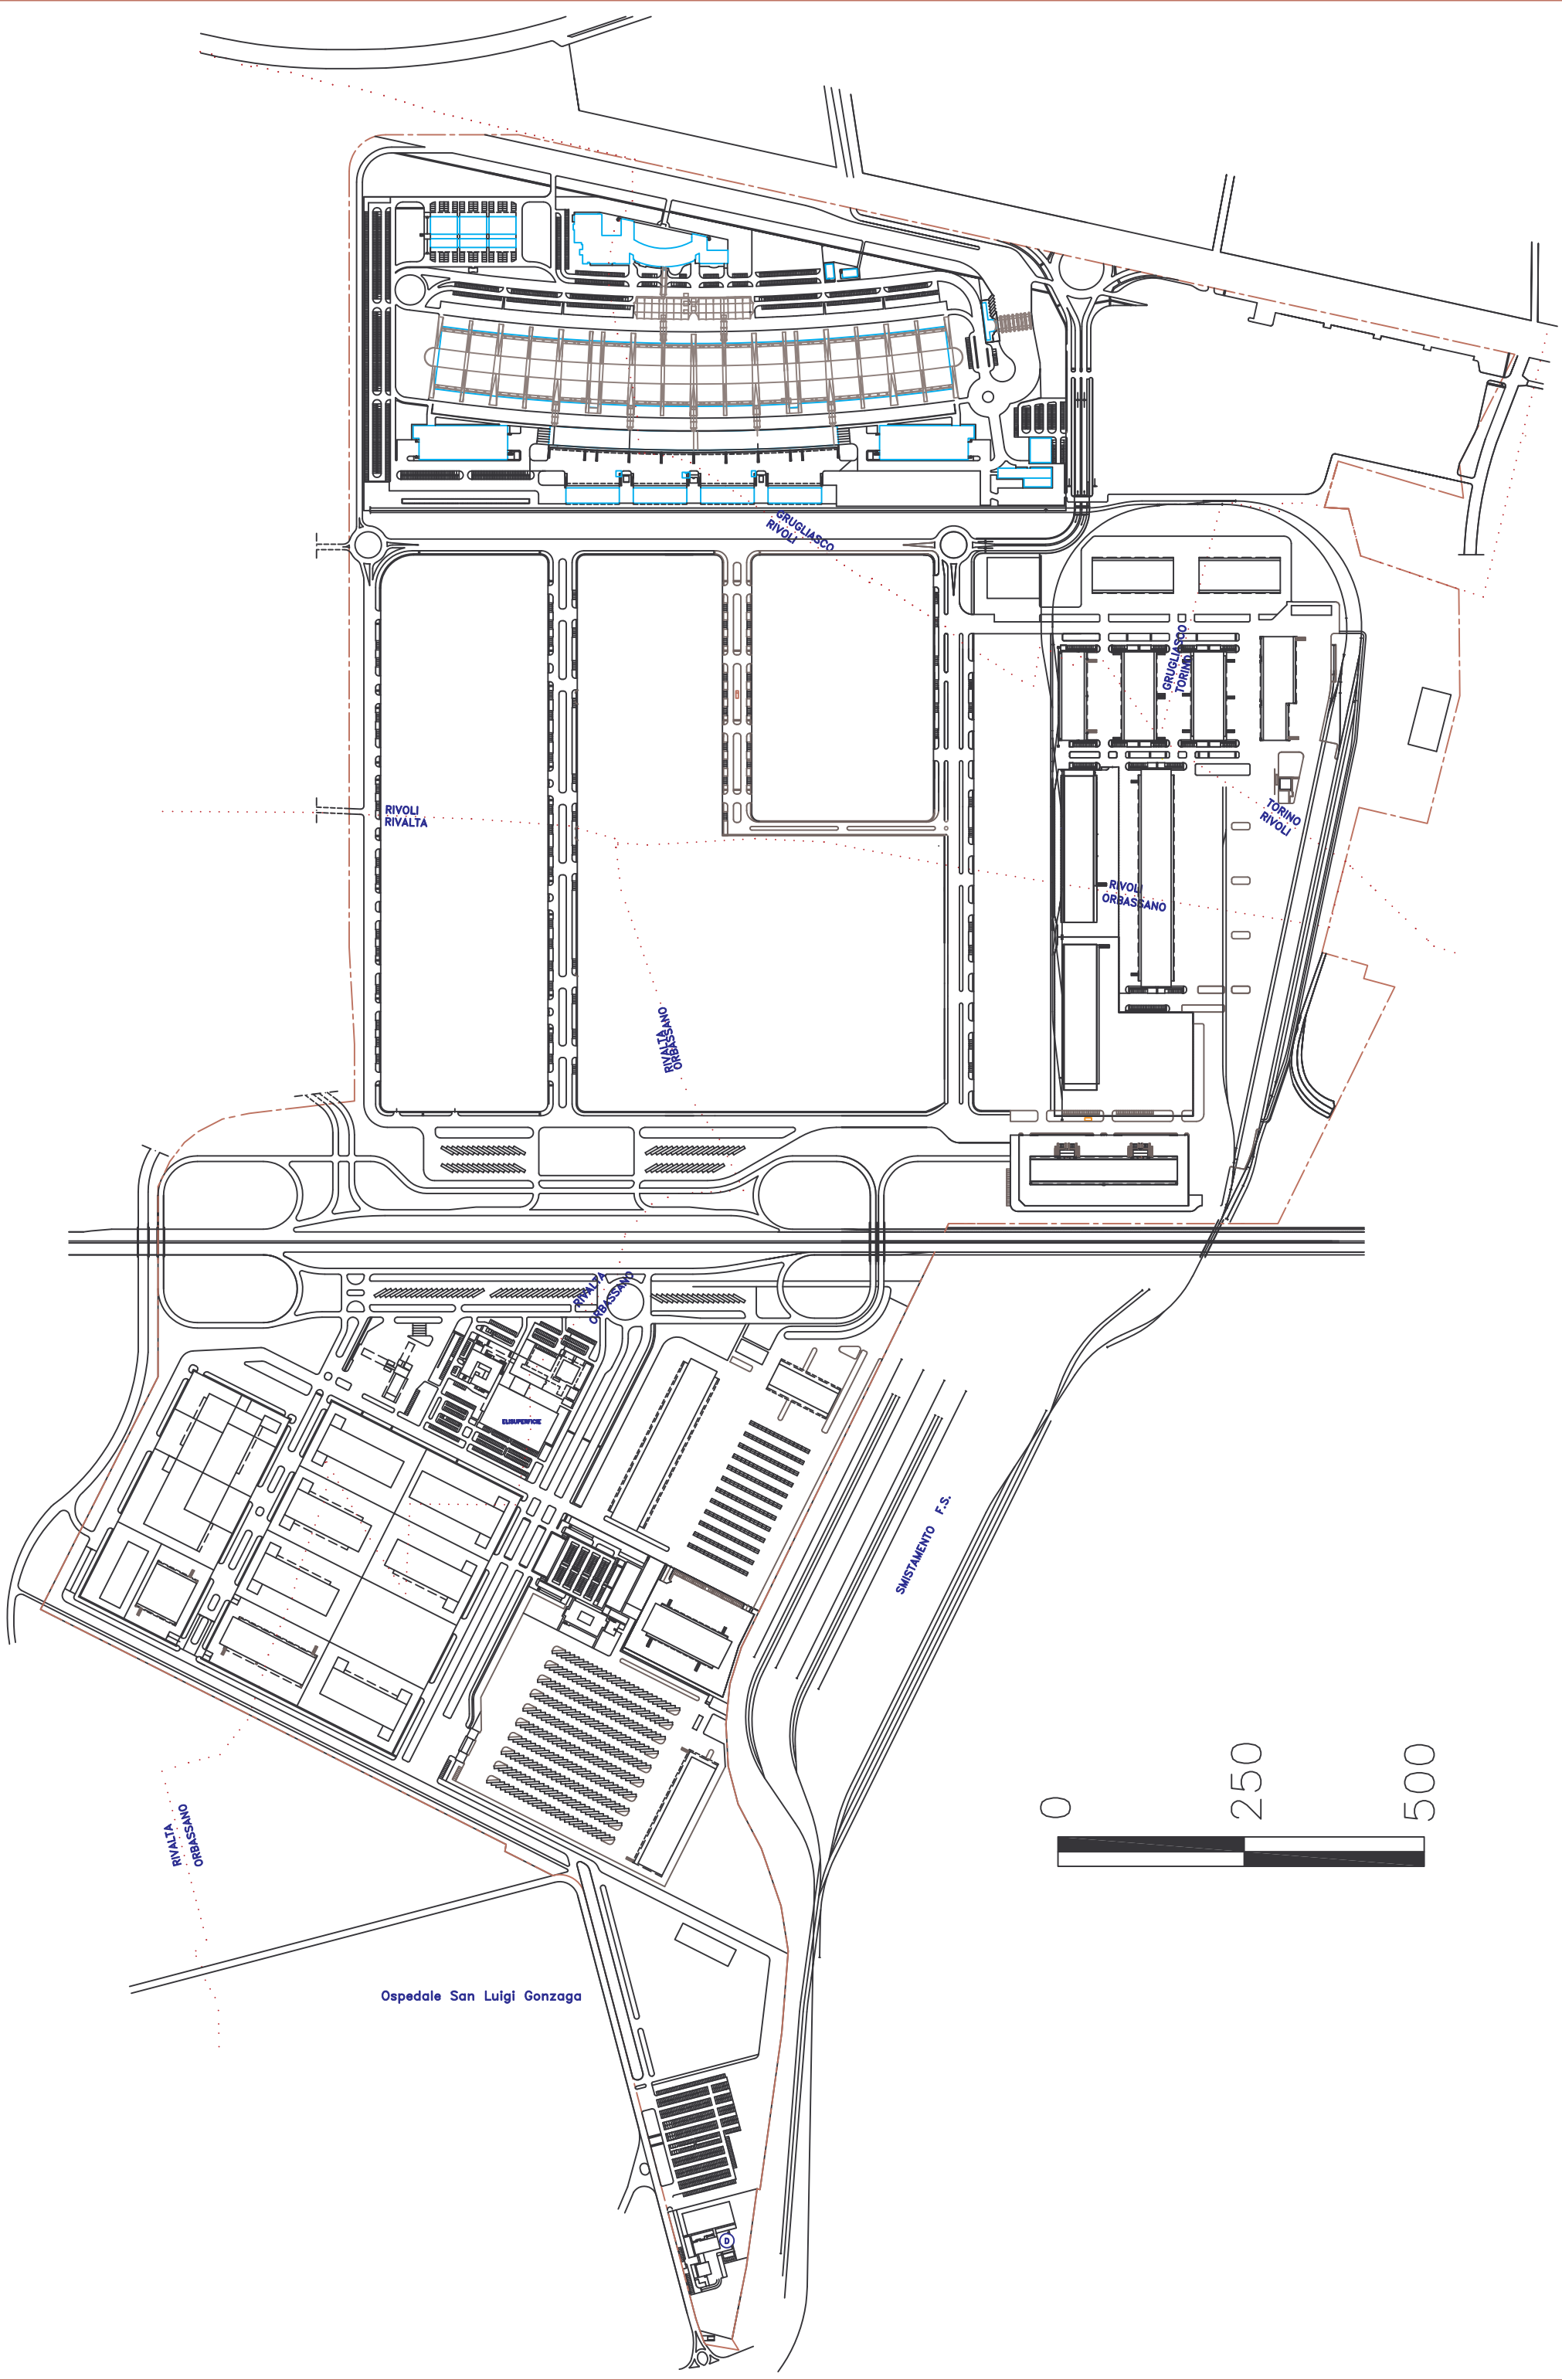 GRUGLIASCO
RIVOLI
GRUGLIASCO
TORINO
RIVOLI
RIVALTA
TORINO
RIVOLI
RIVOLI
ORBASSANO
RIVALTA
ORBASSANO
RIVALTA
ORBASSANO
ELISUPERFICIE
SMISTAMENTO F.S.
0
250
500
RIVALTA
ORBASSANO
Ospedale San Luigi Gonzaga
D